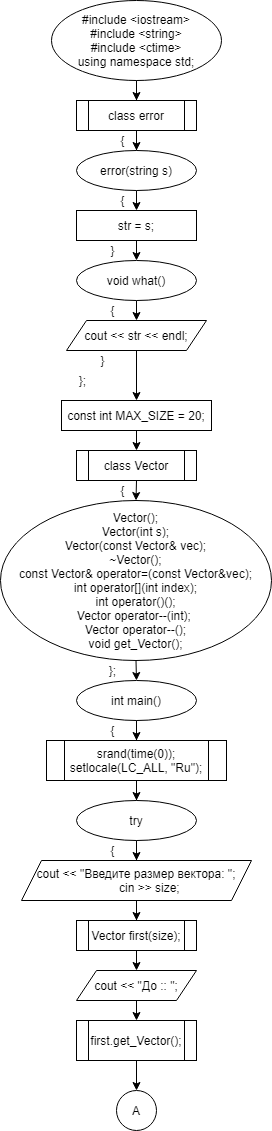 #include <iostream>
#include <string>
#include <ctime>
using namespace std;
class error
{
error(string s)
{
str = s;
}
void what()
{
cout << str << endl;
}
};
const int MAX_SIZE = 20;
class Vector
{
Vector();
Vector(int s);
Vector(const Vector& vec);
~Vector();
const Vector& operator=(const Vector&vec);
int operator[](int index);
int operator()();
Vector operator--(int);
Vector operator--();
void get_Vector();
};
int main()
{
srand(time(0));
setlocale(LC_ALL, "Ru");
try
{
cout << "Введите размер вектора: ";
cin >> size;
Vector first(size);
cout << "До :: ";
first.get_Vector();
A